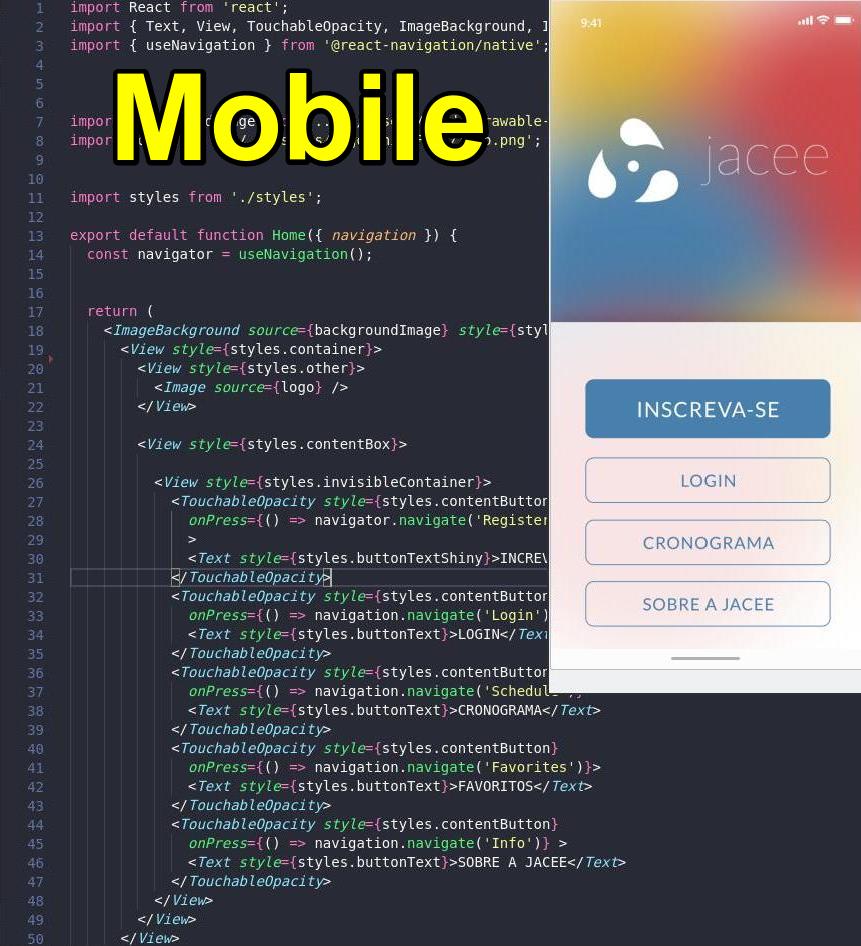 Mobile
1 import React from 'react';
2 import { Text, View, TouchableOpacity, ImageBackground, I
3 import { useNavigation } from '@react-navigation/native';
4
5
6
7
8 .png';
9
10
11 import styles from './styles';
12
13 export default function Home({ navigation }) {
14 const navigator = useNavigation();
15
16
17 return (
18 <ImageBackground source={backgroundImage} style={styl
19 <View style={styles.container}>
20 <View style={styles.other}>
21 <Image source={logo} />
22 </View>
23
24 <View style={styles.contentBox}>
25
26 <View style={styles.invisibleContainer}>
27 <TouchableOpacity style={styles.contentButton
28 onPress={() => navigator.navigate('Register
29 >
30 <Text style={styles.buttonTextShiny}>INCREV
31 </TouchableOpacity>
32 <TouchableOpacity style={styles.contentButton
33 onPress={() => navigation.navigate('Login')
34 <Text style={styles.buttonText}>LOGIN</Text
35 </TouchableOpacity>
36 <TouchableOpacity style={styles.contentButton
37 onPress={() => navigation.navigate('Schedule')}
38 <Text style={styles.buttonText}>CRONOGRAMA</Text>
39 </TouchableOpacity>
40 <TouchableOpacity style={styles.contentButton}
41 onPress={() => navigation.navigate('Favorites')}>
42 <Text style={styles.buttonText}>FAVORITOS</Text>
43 </TouchableOpacity>
44 <TouchableOpacity style={styles.contentButton}
45 onPress={() => navigation.navigate('Info')} >
46 <Text style={styles.buttonText}>SOBRE A JACEE</Text>
47 </TouchableOpacity>
48 </View>
49 </View>
50 </View>
9:41
jacee
INSCREVA-SE
LOGIN
CRONOGRAMA
SOBRE A JACEE